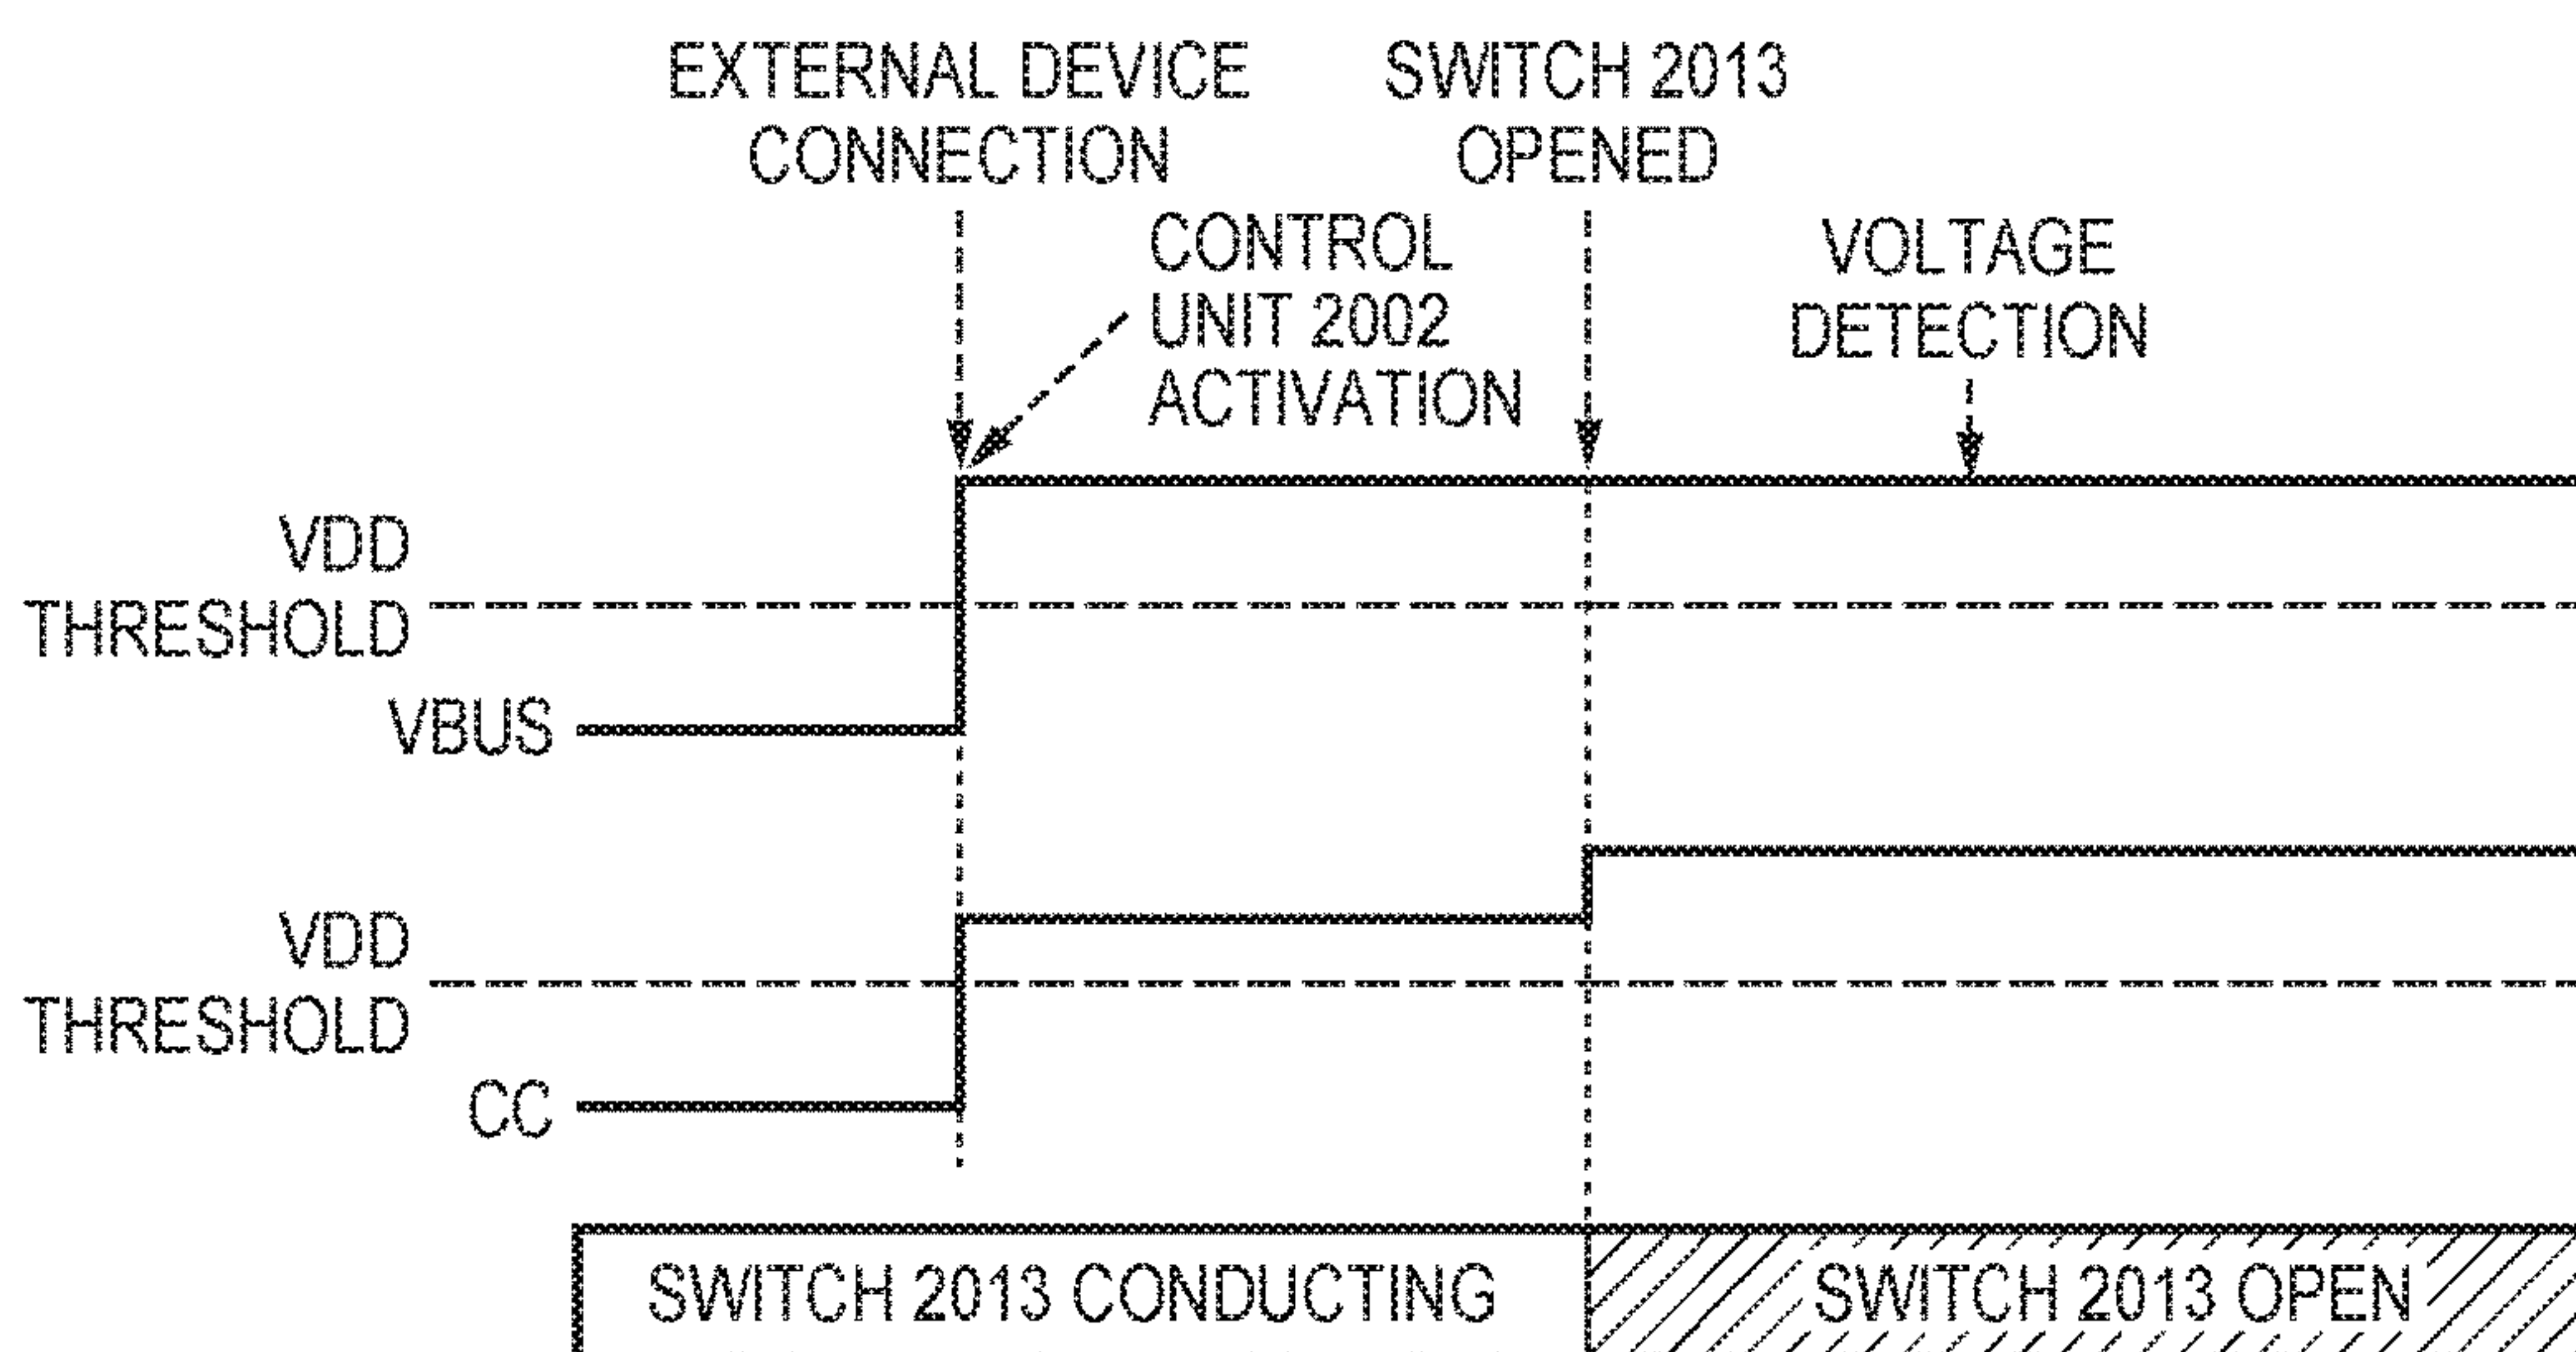 EXTERNAL DEVICE
CONNECTION
SWITCH 2013
OPENED
CONTROL
UNIT 2002
ACTIVATION
VOLTAGE
DETECTION
VDD
THRESHOLD
VBUS
VDD
THRESHOLD
CC
SWITCH 2013 CONDUCTING
SWITCH 2013 OPEN